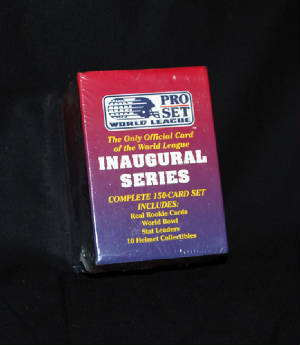 PRO
SET
WORLD LEAGUE
The Only Official Card
of the World League
INAUGURAL
SERIES
COMPLETE 150-CARD SET
INCLUDES:
Real Rookie Cards
World Bowl
Stat Leaders
10 Helmet Collectibles